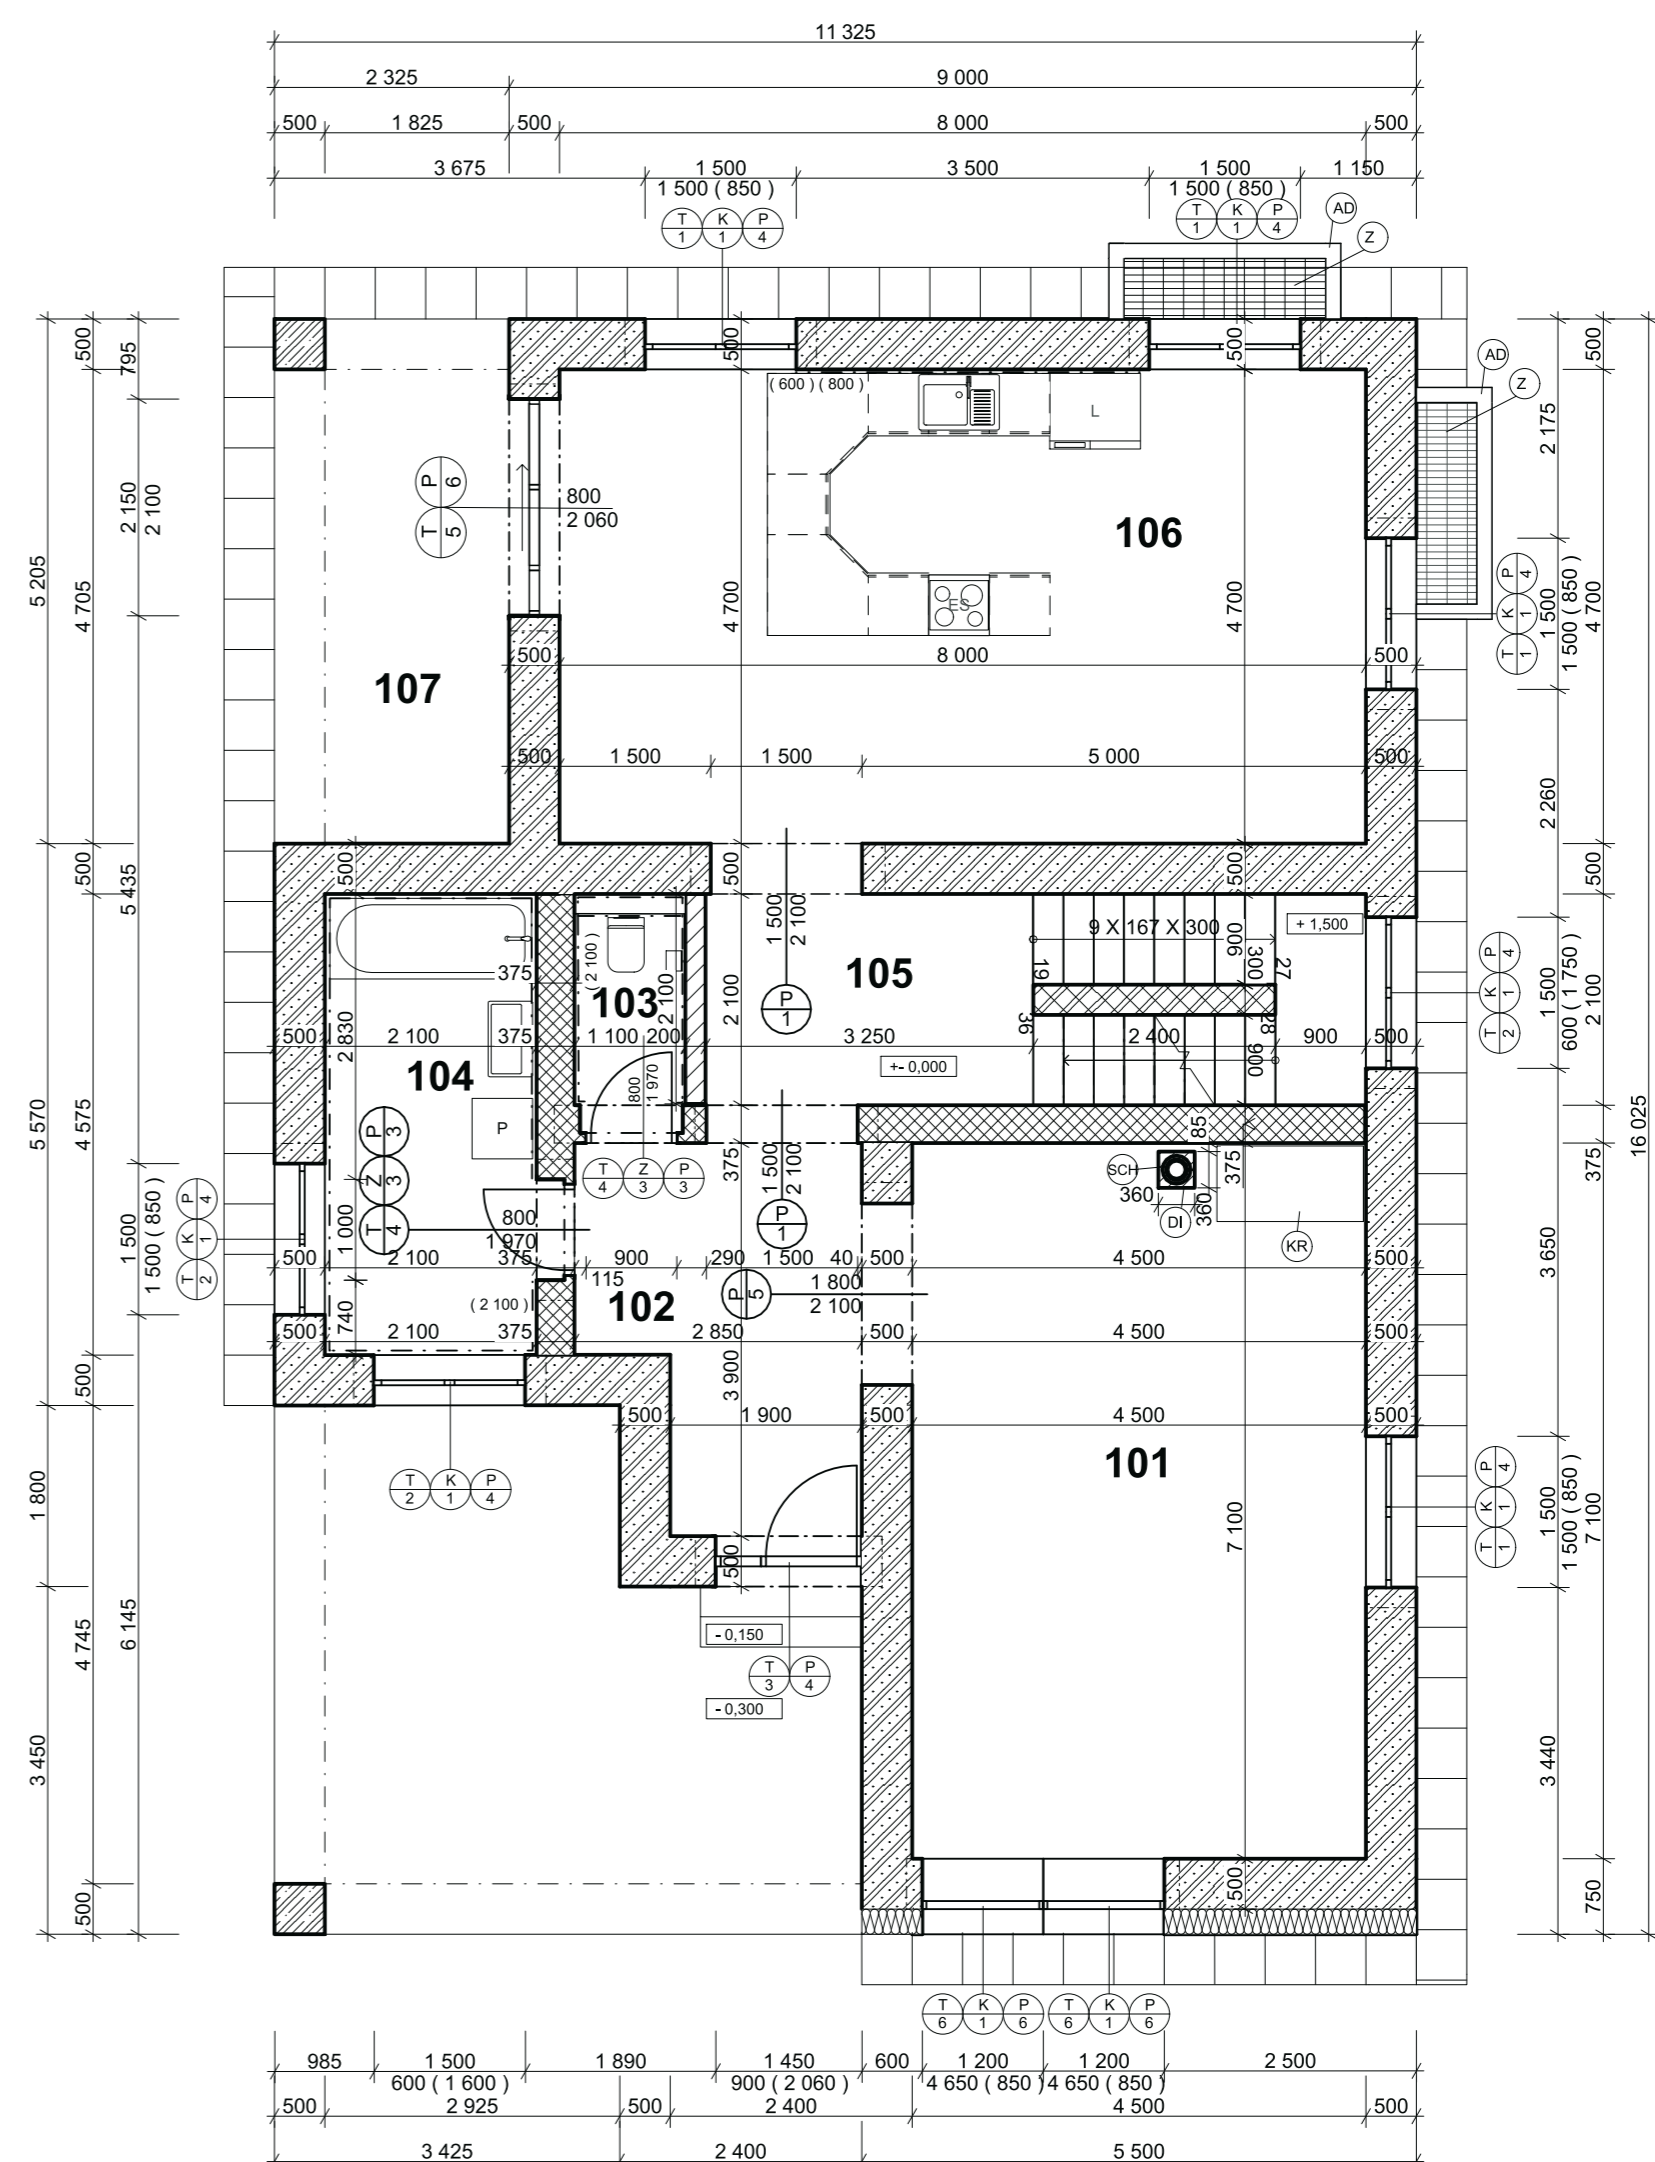 11 325
2 325 9 000
500 1 825 500 8 000 500
3 675 1 500 3 500 1 500 1 150
1 500 ( 850 ) 1 500 ( 850 )
T 1 K 1 P 4
T 1 K 1 P 4
AD
Z
AD
Z
500
795
500
500
500
2 175
( 600 ) ( 800 )
L
P 6
T 5
800
2 060
106
2 150
2 100
5 205
4 705
4 700
4 700
ES
P 4
K 1
T 1
1 500
1 500 ( 850 )
4 700
500 8 000 500
107
500 1 500 1 500 5 000 500
2 260
500
5 435
500
500
500
500
1 500
2 100
9 X 167 X 300
+ 1,500
900
300
19
27
375
( 2 100 )
103
2 100
2 100
105
P 1
P 4
K 1
T 2
1 500
600 ( 1 750 )
2 100
16 025
2 830
500 2 100 375 1 100 200 3 250 2 400 900 500
36
28
900
+- 0,000
104
800
1 970
P
5 570
4 575
P 3
Z 3
T 4
T 4 Z 3 P 3
375
1 500
2 100
P 1
85
375
SCH
360
360
DI
KR
375
P 4
K 1
T 2
1 500
1 500 ( 850 )
1 000
800
1 970
500 2 100 375 900 290 1 500 40 500 4 500 500
115
3 650
( 2 100 )
102
P 5
1 800
2 100
740
500 2 100 375 2 850 500 4 500 500
500
3 900
500 1 900 500 4 500 500
101
T 2 K 1 P 4
P 4
K 1
T 1
1 500
1 500 ( 850 )
7 100
7 100
1 800
500
- 0,150
T 3 P 4
- 0,300
4 745
6 145
3 450
3 440
500
500
750
T 6 K 1 P 6 T 6 K 1 P 6
985 1 500 1 890 1 450 600 1 200 1 200 2 500
600 ( 1 600 ) 900 ( 2 060 ) 4 650 ( 850 ) 4 650 ( 850 )
500 2 925 500 2 400 4 500 500
3 425 2 400 5 500